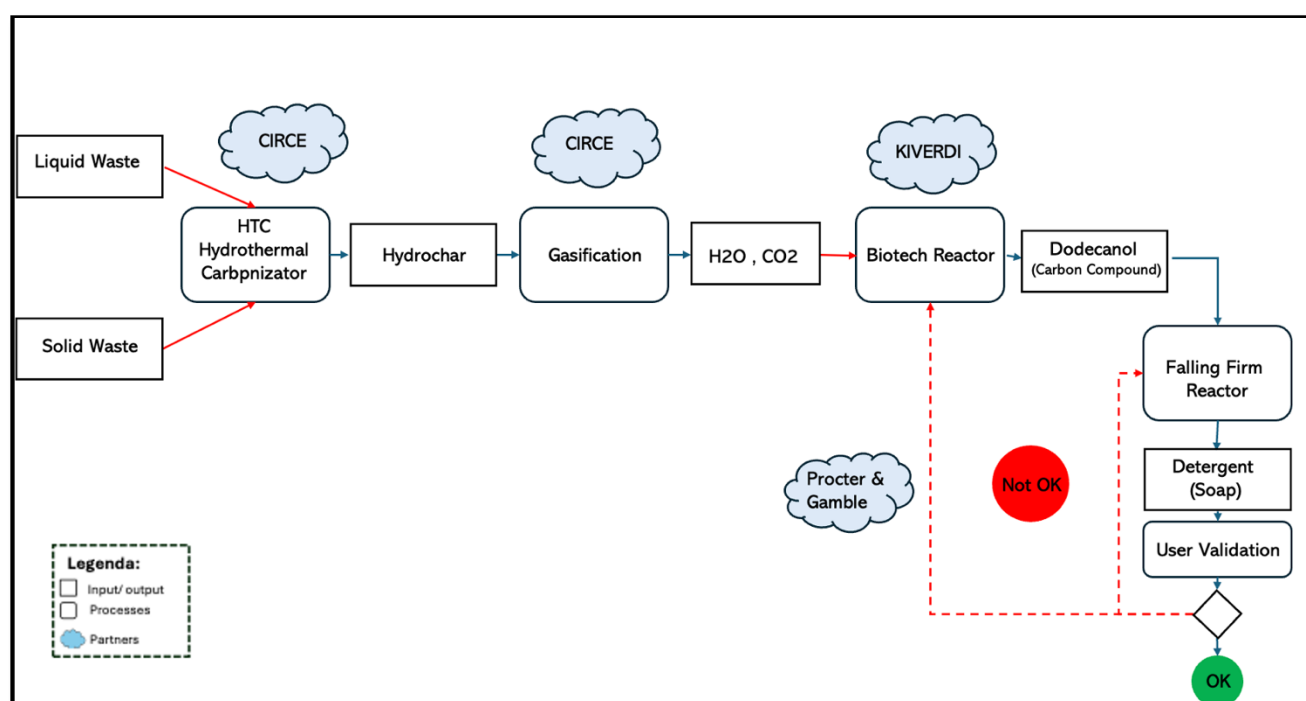 CIRCE
CIRCE
KIVERDI
Liquid Waste
HTC
Hydrothermal
Carbpnizator
Hydrochar
Gasification
H2O , CO2
Biotech Reactor
Dodecanol
(Carbon Compound)
Solid Waste
Falling Firm
Reactor
Procter &
Gamble
Not OK
Detergent
(Soap)
User Validation
Legenda:
Input/ output
Processes
Partners
OK